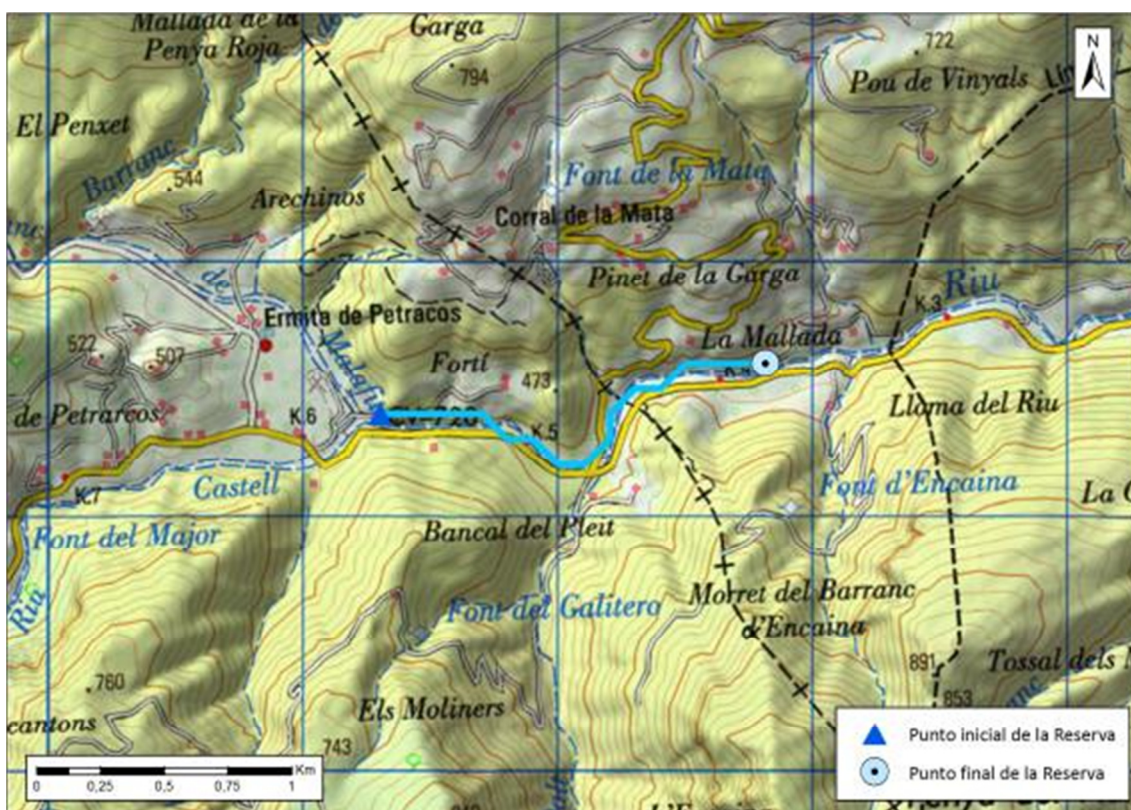 Mallada de la
Penya Roja
Garga
794
722
Pou de Vinyals
N
El Penxet
Barranc
544
Arechinos
Font de la Mata
Corral de la Mata
Pinet de la Garga
Riu
K.3
Ermita de Petracos
La Mallada
522
507
Fortí
473
de Petrarcos
K.6
CV-720
K.5
Lloma del Riu
Castell
K.7
Font d'Encaina
Font del Major
Bancal del Pleit
Riu
Font del Galitero
Morret del Barranc
d'Encaina
891
760
Els Moliners
853
cantons
743
Punto inicial de la Reserva
Punto final de la Reserva
Km
0 0,25 0,5 0,75 1